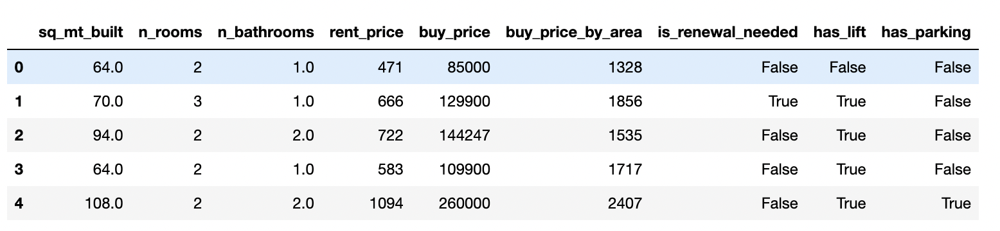 sq_mt_built n_rooms n_bathrooms rent_price buy_price buy_price_by_area is_renewal_needed has_lift has_parking
0 64.0 2 1.0 471 85000 1328 False False False
1 70.0 3 1.0 666 129900 1856 True True False
2 94.0 2 2.0 722 144247 1535 False True False
3 64.0 2 1.0 583 109900 1717 False True False
4 108.0 2 2.0 1094 260000 2407 False True True